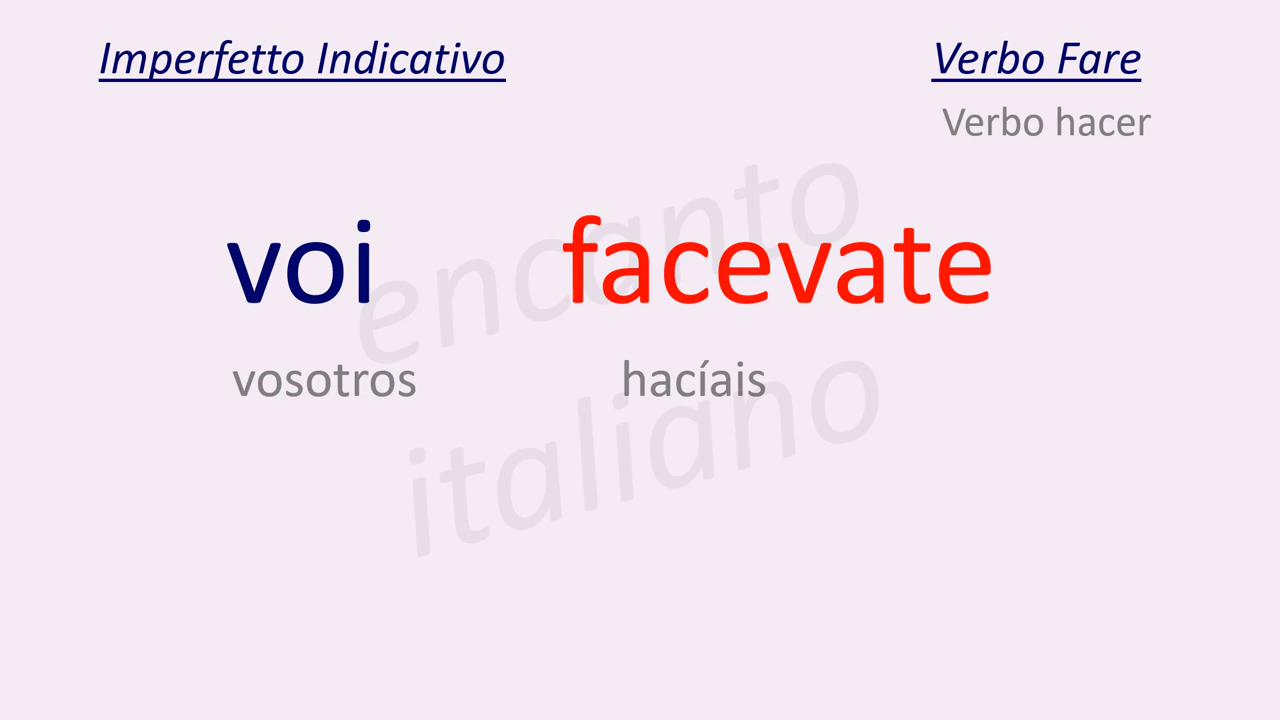 Imperfetto Indicativo
Verbo Fare
Verbo hacer
voi facevate
vosotros hacíais
encanto
italiano